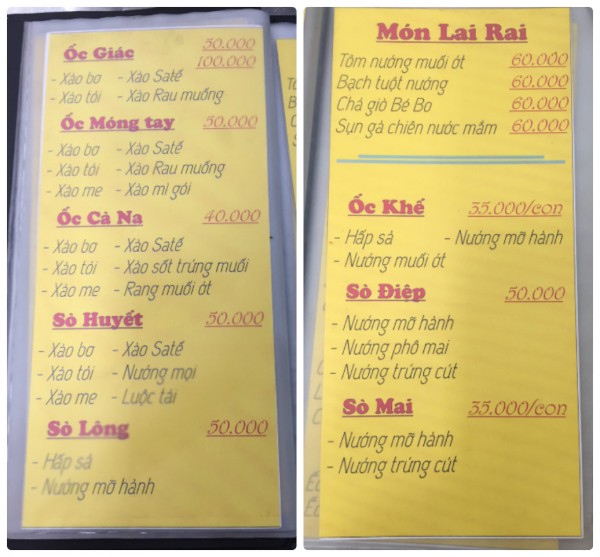 Ốc Giác 50.000
100.000
- Xào bơ - Xào Satế
- Xào tỏi - Xào Rau muống
Ốc Móng tay 50.000
- Xào bơ - Xào Satế
- Xào tỏi - Xào Rau muống
- Xào me - Xào mì gói
Ốc Cà Na 40.000
- Xào bơ - Xào Satế
- Xào tỏi - Xào sốt trứng muối
- Xào me - Rang muối ớt
Sò Huyết 50.000
- Xào bơ - Xào Satế
- Xào tỏi - Nướng mọi
- Xào me - Luộc tái
Sò Lông 50.000
- Hấp sả
- Nướng mỡ hành
Món Lai Rai
Tôm nướng muối ớt 60.000
Bạch tuột nướng 60.000
Chả giò Bé Bo 60.000
Sụn gà chiên nước mắm 60.000
Ốc Khế 35.000/con
- Hấp sả - Nướng mỡ hành
- Nướng muối ớt
Sò Điệp 50.000
- Nướng mỡ hành
- Nướng phô mai
- Nướng trứng cút
Sò Mai 35.000/con
- Nướng mỡ hành
- Nướng trứng cút